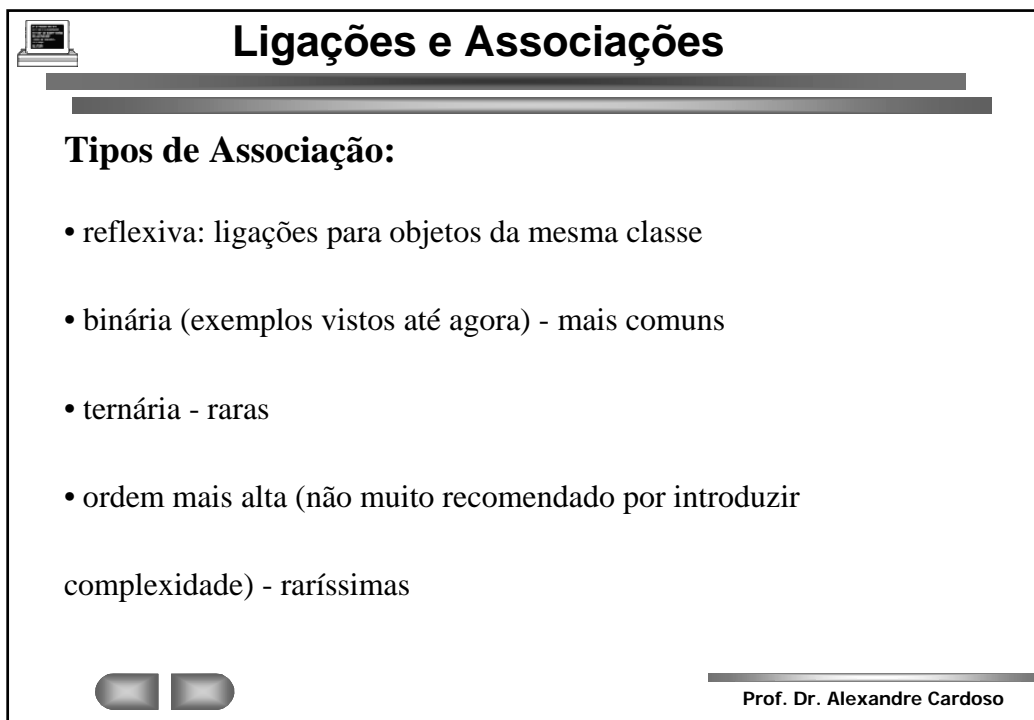 Ligações e Associações
Tipos de Associação:
• reflexiva: ligações para objetos da mesma classe
• binária (exemplos vistos até agora) - mais comuns
• ternária - raras
• ordem mais alta (não muito recomendado por introduzir
complexidade) - raríssimas
Prof. Dr. Alexandre Cardoso